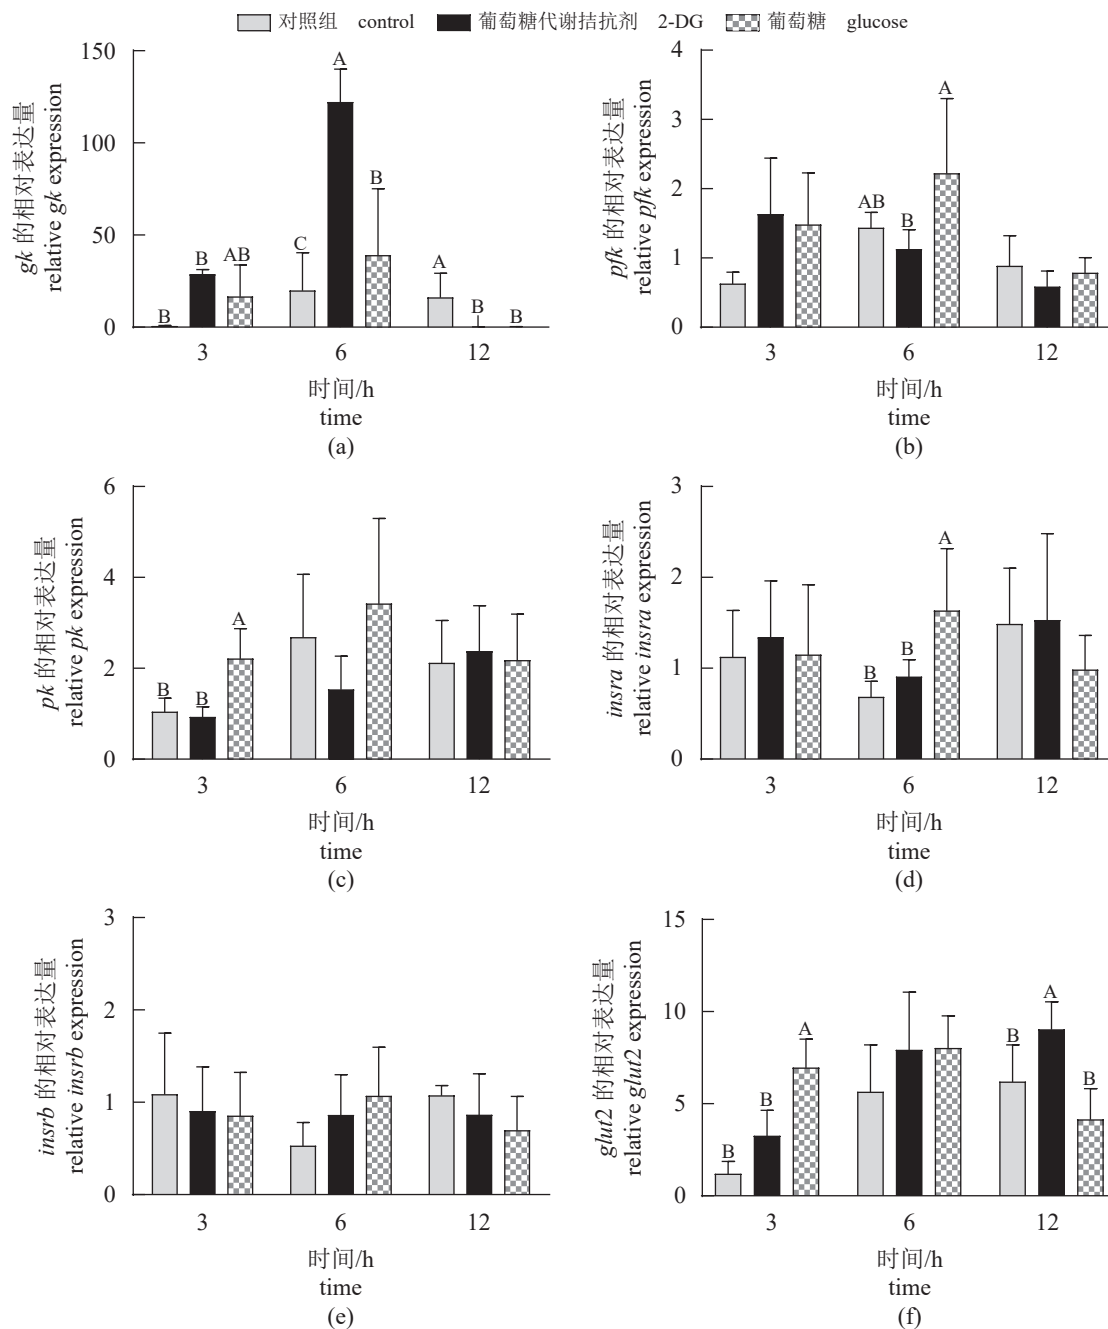 对照组 control 葡萄糖代谢拮抗剂 2-DG 葡萄糖 glucose
gk 的相对表达量
relative gk expression
150
100
50
0
B
B
AB
C
A
B
A
B
B
3 6 12
时间/h
time
(a)
pfk 的相对表达量
relative pfk expression
4
3
2
1
0
AB
B
A
3 6 12
时间/h
time
(b)
pk 的相对表达量
relative pk expression
6
4
2
0
B
B
A
3 6 12
时间/h
time
(c)
insra 的相对表达量
relative insra expression
3
2
1
0
B
B
A
3 6 12
时间/h
time
(d)
insrb 的相对表达量
relative insrb expression
3
2
1
0
3 6 12
时间/h
time
(e)
glut2 的相对表达量
relative glut2 expression
15
10
5
0
B
B
A
B
A
B
3 6 12
时间/h
time
(f)